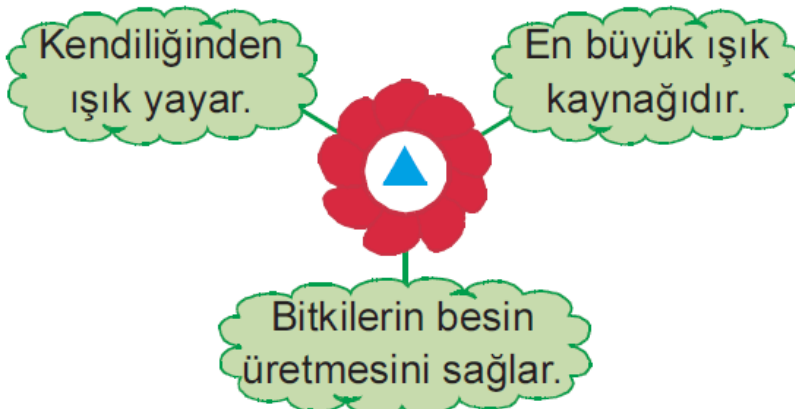 Kendiliğinden
ışık yayar.
En büyük ışık
kaynağıdır.
Bitkilerin besin
üretmesini sağlar.